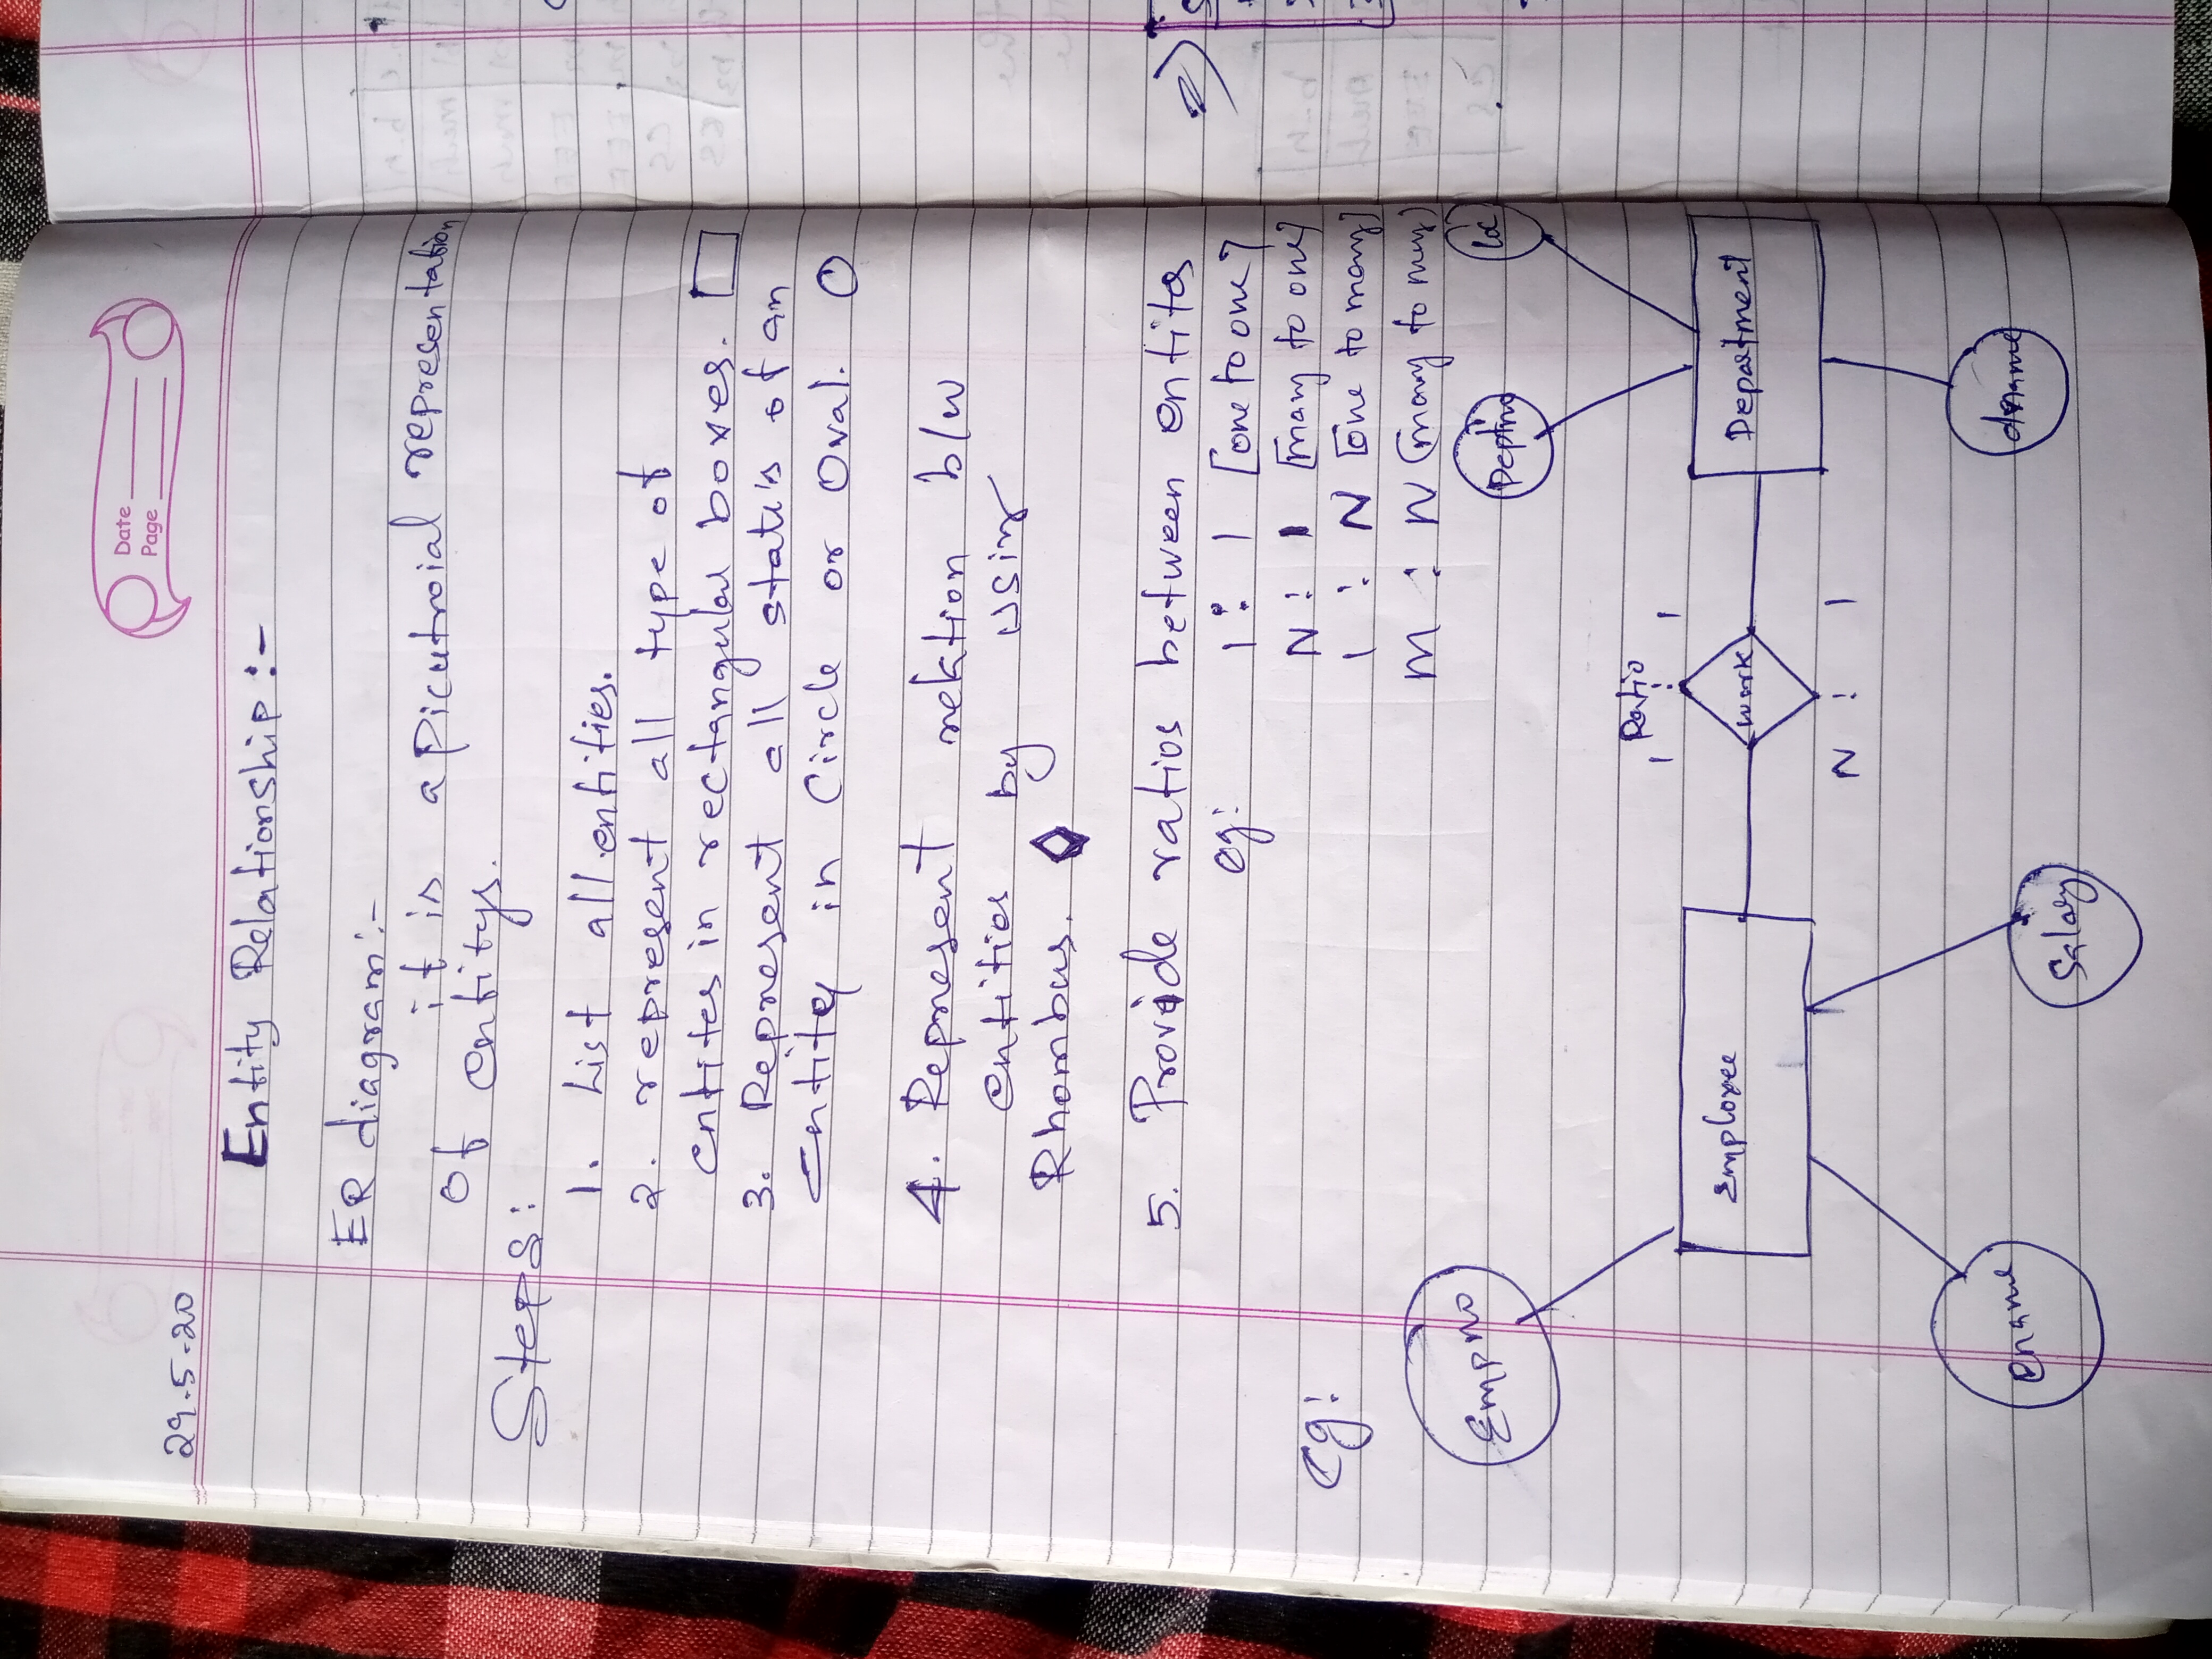 29.5-20
Date
Page
Entity Relationship:-
ER diagram:-
it is a Picutroial representation
of entitys.
Steps:
1. List all entities.
2. represent all type of
entites in rectangular boxes.
3. Represent all stat's of an
entity in Circle or Oval.
4. Represent relation b/w
entities by using
Rhombus.
5. Provide ratios between entites
eg: 1 : 1 [one to one]
N : 1 [many to one]
1 : N [one to many]
M : N (many to many)
eg:
Empno
Deptno
loc
Ratio
1 : 1
Employee
work
Department
N : 1
ename
Salary
dname